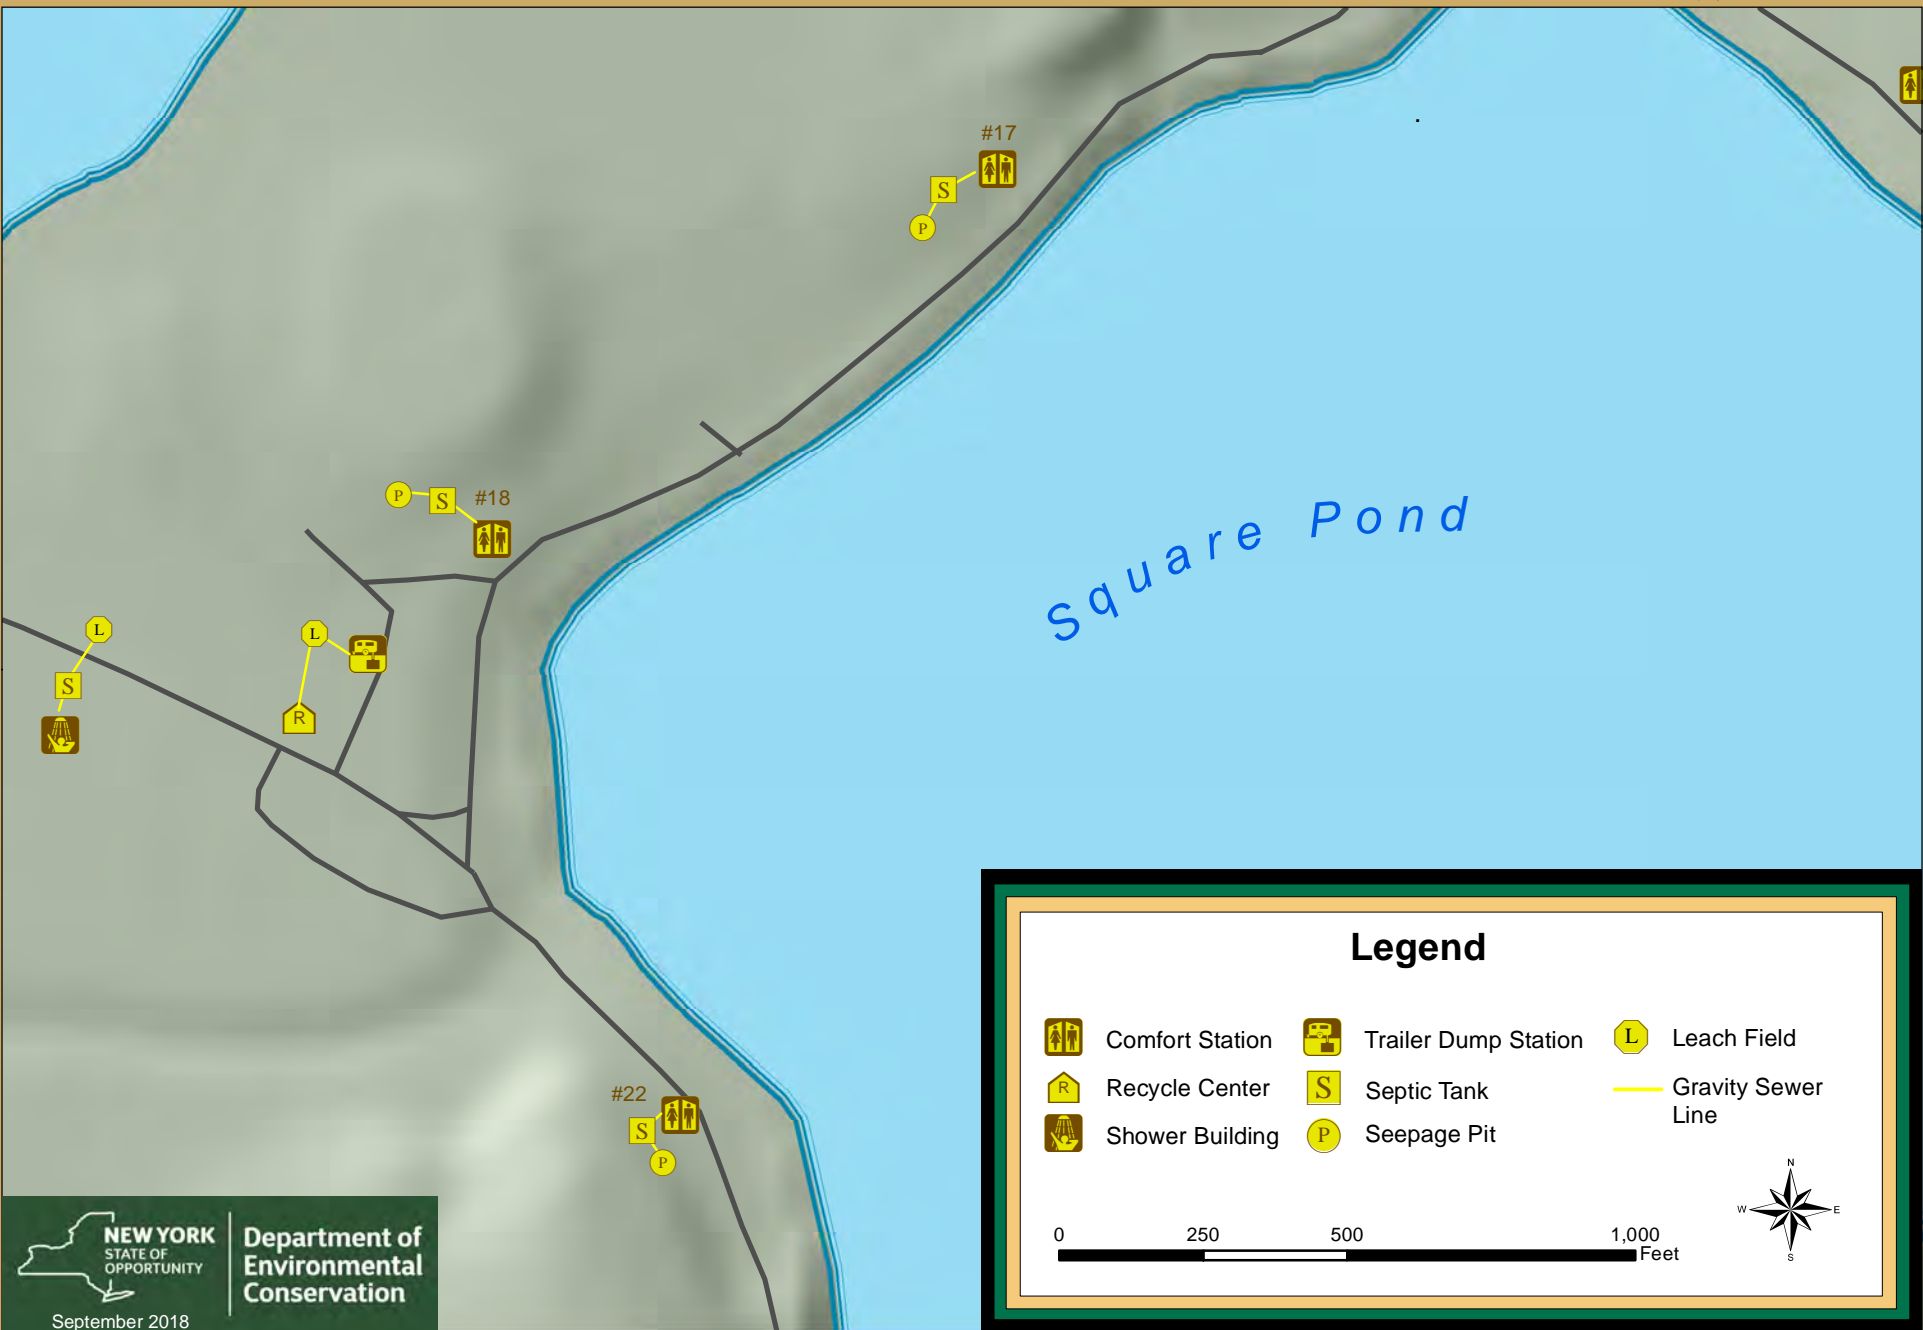 #17
S
P
#18
P
S
Square Pond
L
L
S
R
#22
S
P
Legend
Comfort Station
Trailer Dump Station
L
Leach Field
R
Recycle Center
S
Septic Tank
Gravity Sewer
Line
Shower Building
P
Seepage Pit
N
W
E
S
0
250
500
1,000
Feet
NEW YORK
STATE OF
OPPORTUNITY
Department of
Environmental
Conservation
September 2018